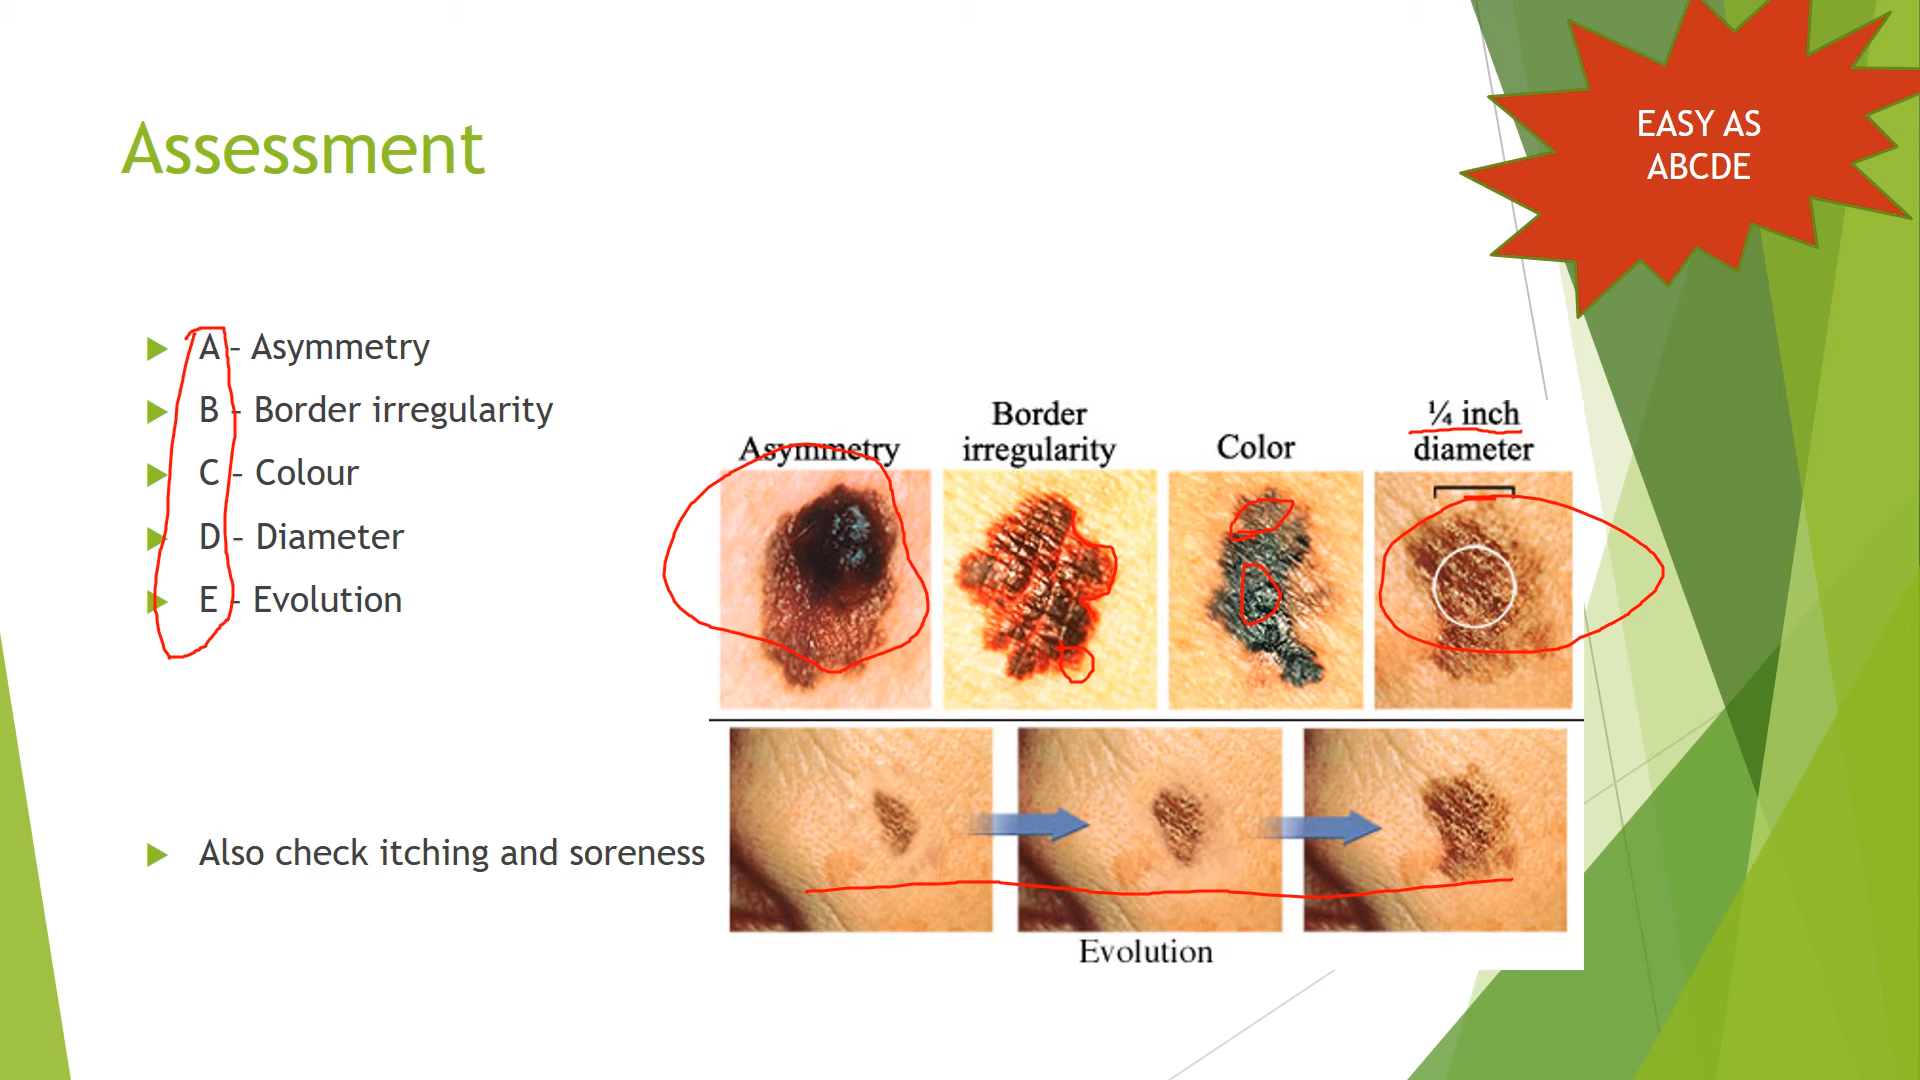 Assessment
EASY AS
ABCDE
A - Asymmetry
B - Border irregularity
C - Colour
D - Diameter
E - Evolution
Also check itching and soreness
Asymmetry
Border
irregularity
Color
¼ inch
diameter
Evolution